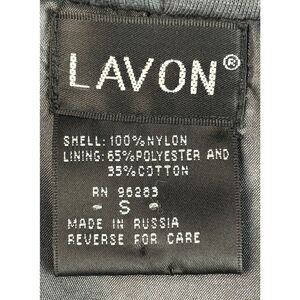 LAVON®
SHELL: 100% NYLON
LINING: 65% POLYESTER AND
35% COTTON
RN 96283
- S -
MADE IN RUSSIA
REVERSE FOR CARE